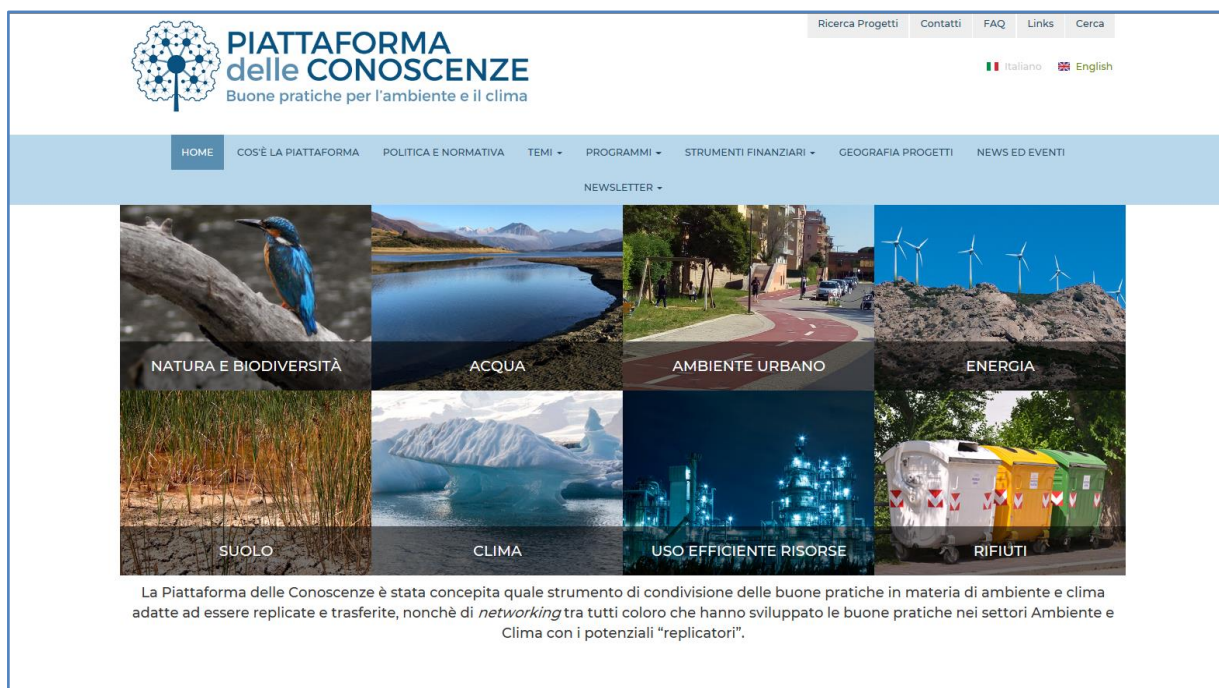 Ricerca Progetti Contatti FAQ Links Cerca
PIATTAFORMA
delle CONOSCENZE
Buone pratiche per l'ambiente e il clima
Italiano English
HOME COS'È LA PIATTAFORMA POLITICA E NORMATIVA TEMI PROGRAMMI STRUMENTI FINANZIARI GEOGRAFIA PROGETTI NEWS ED EVENTI
NEWSLETTER
NATURA E BIODIVERSITÀ ACQUA AMBIENTE URBANO ENERGIA
SUOLO CLIMA USO EFFICIENTE RISORSE RIFIUTI
La Piattaforma delle Conoscenze è stata concepita quale strumento di condivisione delle buone pratiche in materia di ambiente e clima
adatte ad essere replicate e trasferite, nonchè di networking tra tutti coloro che hanno sviluppato le buone pratiche nei settori Ambiente e
Clima con i potenziali “replicatori”.